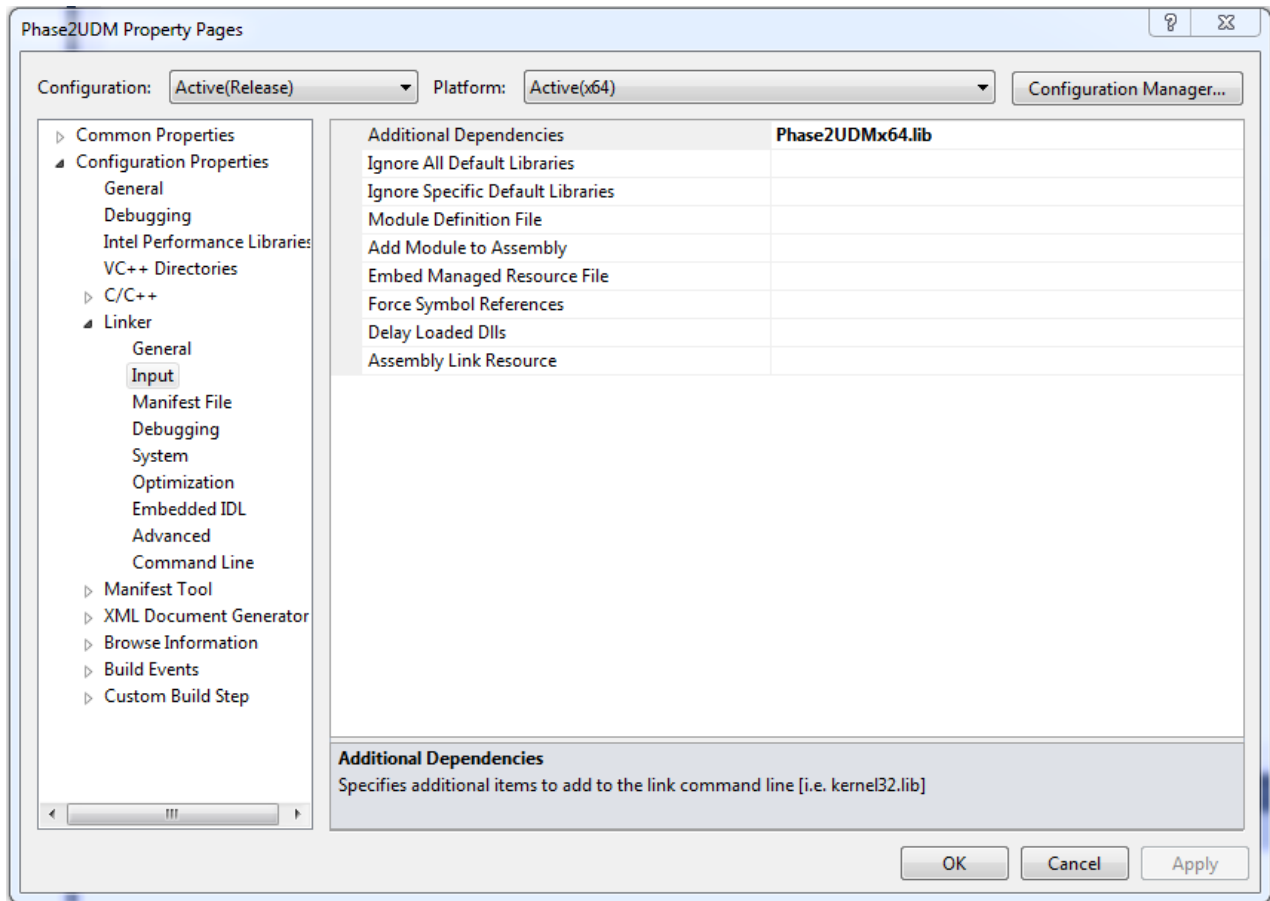 Phase2UDM Property Pages
Configuration: Active(Release) Platform: Active(x64) Configuration Manager...
Common Properties
Configuration Properties
General
Debugging
Intel Performance Libraries
VC++ Directories
C/C++
Linker
General
Input
Manifest File
Debugging
System
Optimization
Embedded IDL
Advanced
Command Line
Manifest Tool
XML Document Generator
Browse Information
Build Events
Custom Build Step
Additional Dependencies Phase2UDMx64.lib
Ignore All Default Libraries
Ignore Specific Default Libraries
Module Definition File
Add Module to Assembly
Embed Managed Resource File
Force Symbol References
Delay Loaded Dlls
Assembly Link Resource
Additional Dependencies
Specifies additional items to add to the link command line [i.e. kernel32.lib]
OK Cancel Apply